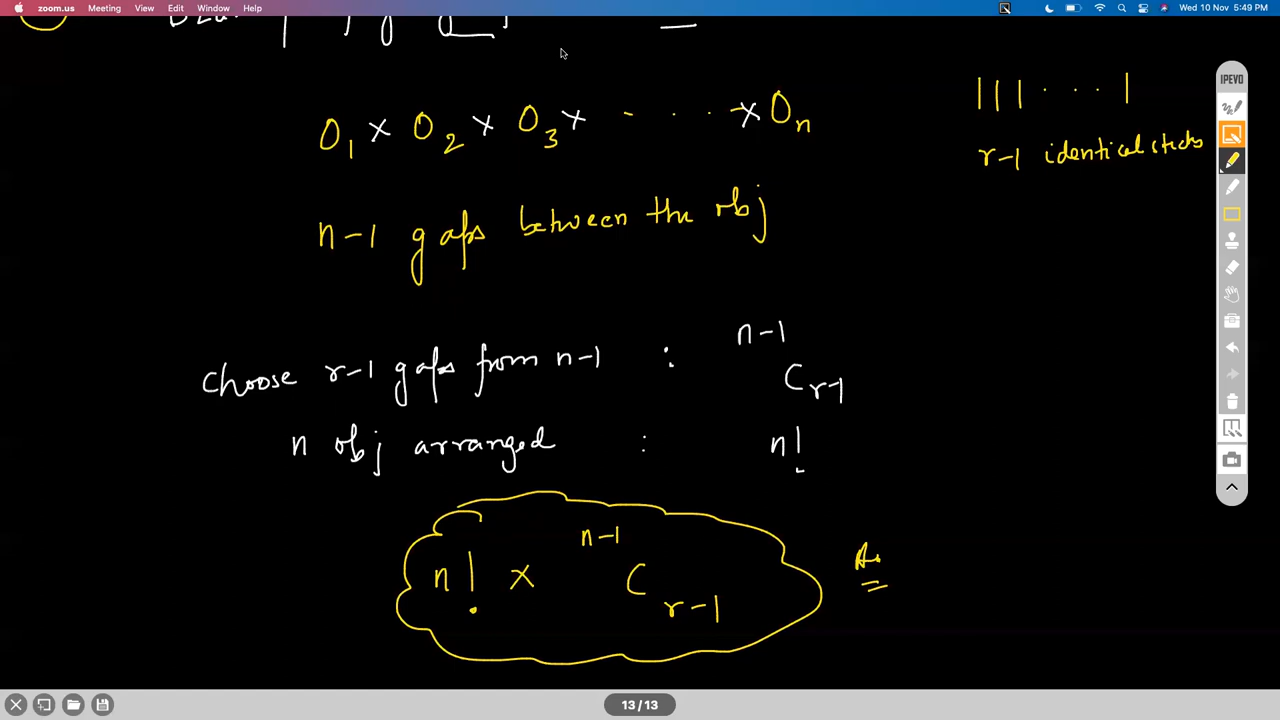 zoom.us Meeting View Edit Window Help Wed 10 Nov 5:49 PM
IPEVO
O1 × O2 × O3 × - . . . - × On
| | | . . . |
r-1 identical sticks
n-1 gaps between the obj
choose r-1 gaps from n-1 : n-1Cr-1
n obj arranged : n!
n! × n-1Cr-1
13/13